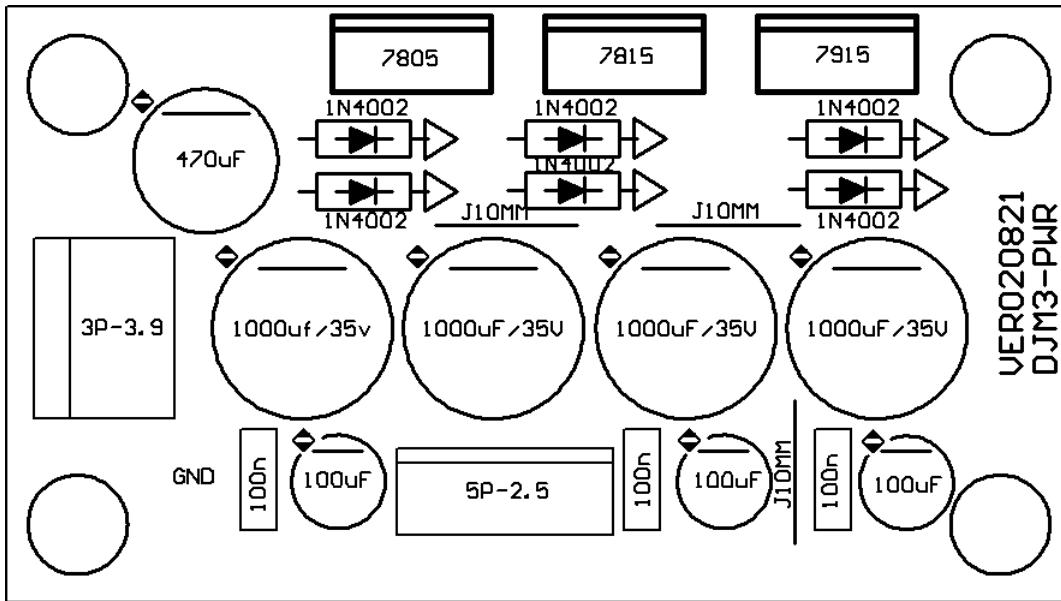 7805
7815
7915
1N4002
1N4002
1N4002
470uF
1N4002
1N4002
1N4002
J10MM
J10MM
VER020821
DJM3-PWR
3P-3.9
1000uf/35v
1000uF/35V
1000uF/35V
1000uF/35V
GND
100n
100uF
5P-2.5
100n
100uF
J10MM
100n
100uF